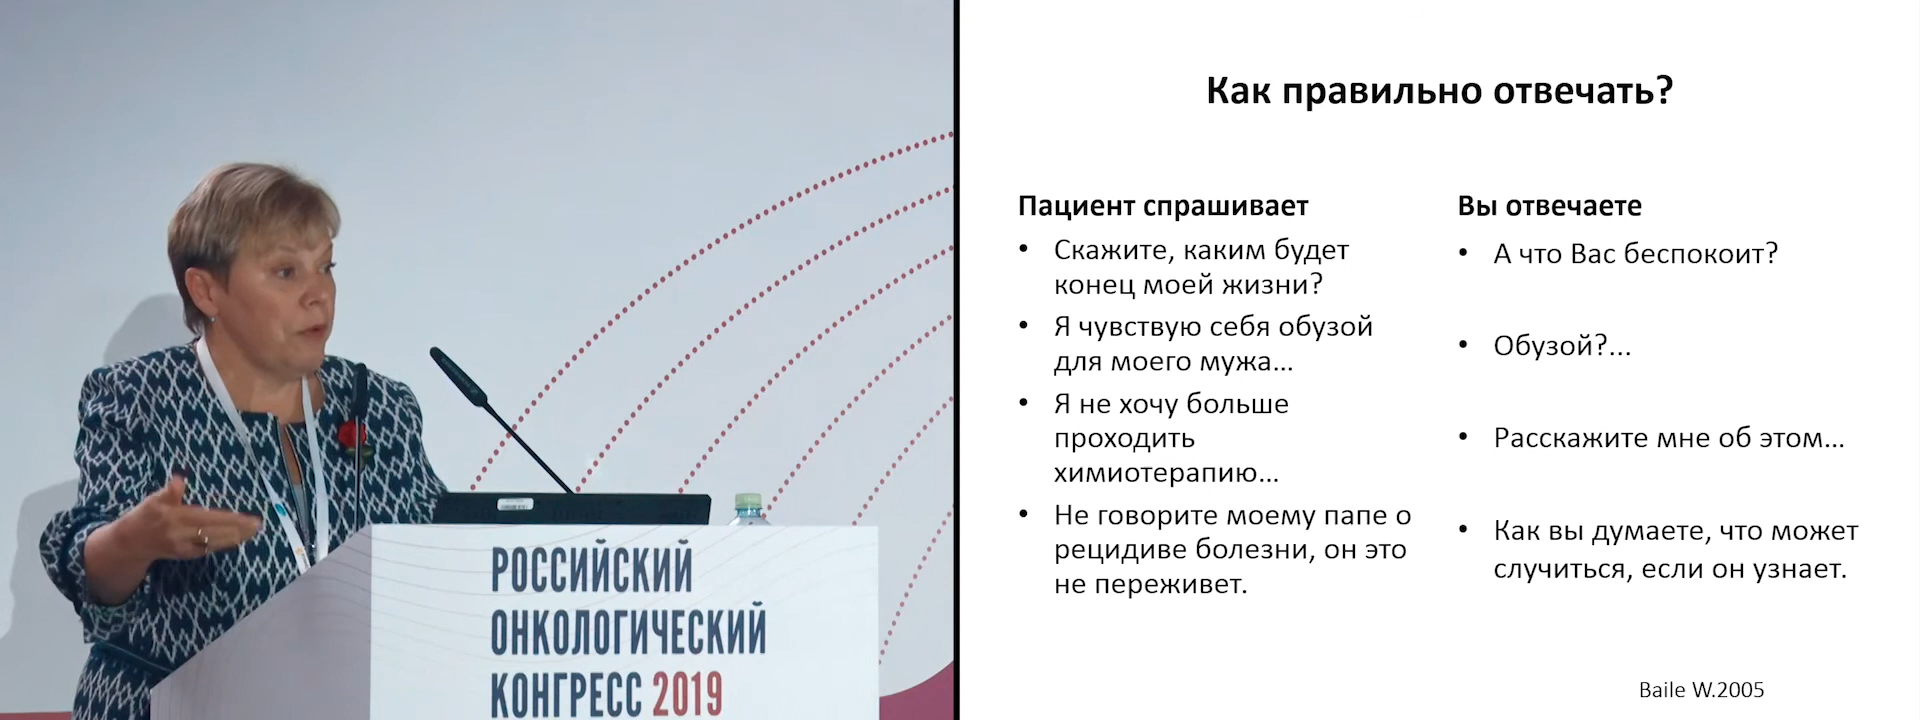 РОССИЙСКИЙ
ОНКОЛОГИЧЕСКИЙ
КОНГРЕСС 2019
Как правильно отвечать?
Пациент спрашивает
• Скажите, каким будет
конец моей жизни?
• Я чувствую себя обузой
для моего мужа...
• Я не хочу больше
проходить
химиотерапию...
• Не говорите моему папе о
рецидиве болезни, он это
не переживет.
Вы отвечаете
• А что Вас беспокоит?
• Обузой?...
• Расскажите мне об этом...
• Как вы думаете, что может
случиться, если он узнает.
Baile W.2005